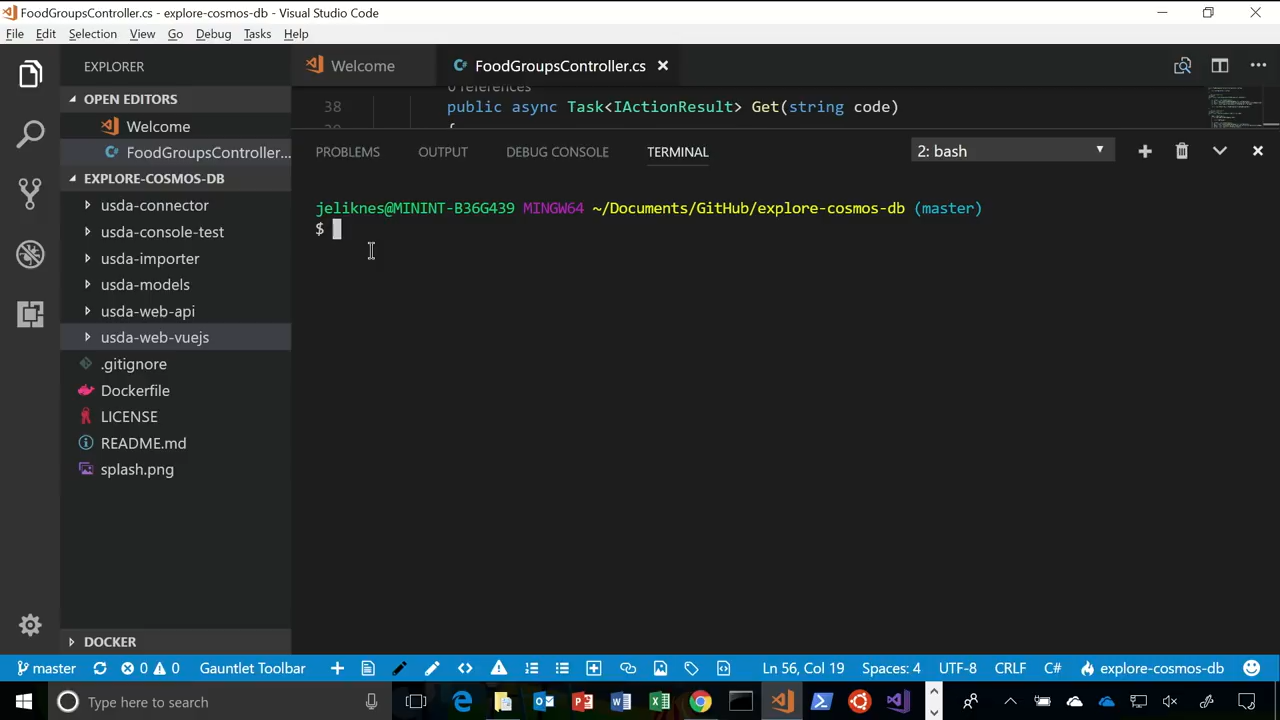 FoodGroupsController.cs - explore-cosmos-db - Visual Studio Code
File Edit Selection View Go Debug Tasks Help
EXPLORER
Welcome
FoodGroupsController.cs
OPEN EDITORS
Welcome
FoodGroupsController...
EXPLORE-COSMOS-DB
usda-connector
usda-console-test
usda-importer
usda-models
usda-web-api
usda-web-vuejs
.gitignore
Dockerfile
LICENSE
README.md
splash.png
DOCKER
0 references
38 public async Task<IActionResult> Get(string code)
39 {
PROBLEMS OUTPUT DEBUG CONSOLE TERMINAL 2: bash
jeliknes@MININT-B36G439 MINGW64 ~/Documents/GitHub/explore-cosmos-db (master)
$
master 0 0 Gauntlet Toolbar Ln 56, Col 19 Spaces: 4 UTF-8 CRLF C# explore-cosmos-db
Type here to search